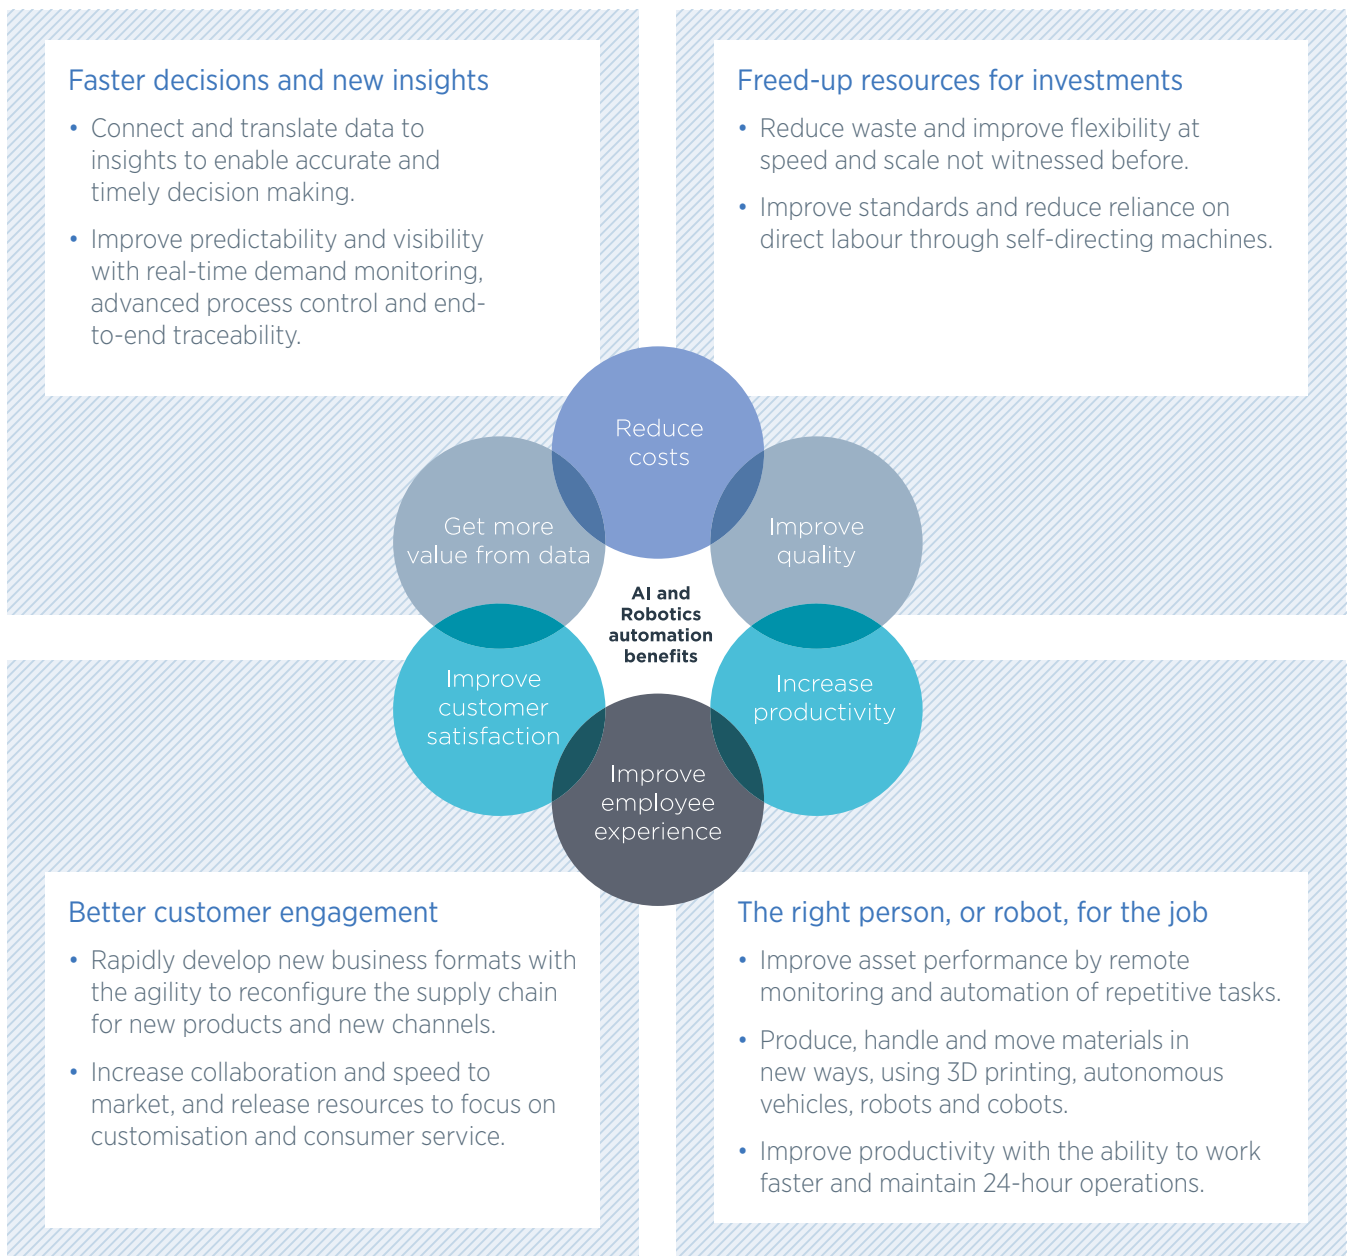 Faster decisions and new insights
• Connect and translate data to
insights to enable accurate and
timely decision making.
• Improve predictability and visibility
with real-time demand monitoring,
advanced process control and end-
to-end traceability.
Freed-up resources for investments
• Reduce waste and improve flexibility at
speed and scale not witnessed before.
• Improve standards and reduce reliance on
direct labour through self-directing machines.
Reduce
costs
Get more
value from data
Improve
quality
AI and
Robotics
automation
benefits
Improve
customer
satisfaction
Increase
productivity
Improve
employee
experience
Better customer engagement
• Rapidly develop new business formats with
the agility to reconfigure the supply chain
for new products and new channels.
• Increase collaboration and speed to
market, and release resources to focus on
customisation and consumer service.
The right person, or robot, for the job
• Improve asset performance by remote
monitoring and automation of repetitive tasks.
• Produce, handle and move materials in
new ways, using 3D printing, autonomous
vehicles, robots and cobots.
• Improve productivity with the ability to work
faster and maintain 24-hour operations.